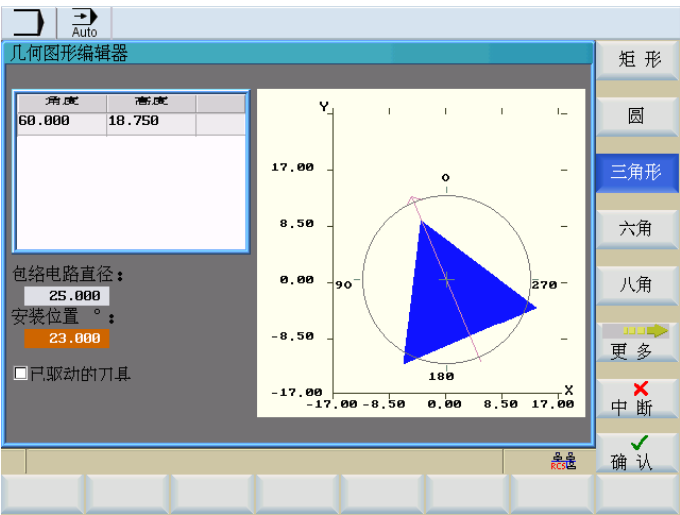 Auto
几何图形编辑器
角度 高度
60.000 18.750
包络电路直径：
25.000
安装位置 °：
23.000
已驱动的刀具
Y
17.00
8.50
0.00
-8.50
-17.00
0
90
270
180
X
-17.00 -8.50 0.00 8.50 17.00
矩 形
圆
三角形
六角
八角
更 多
中 断
确 认
RCS